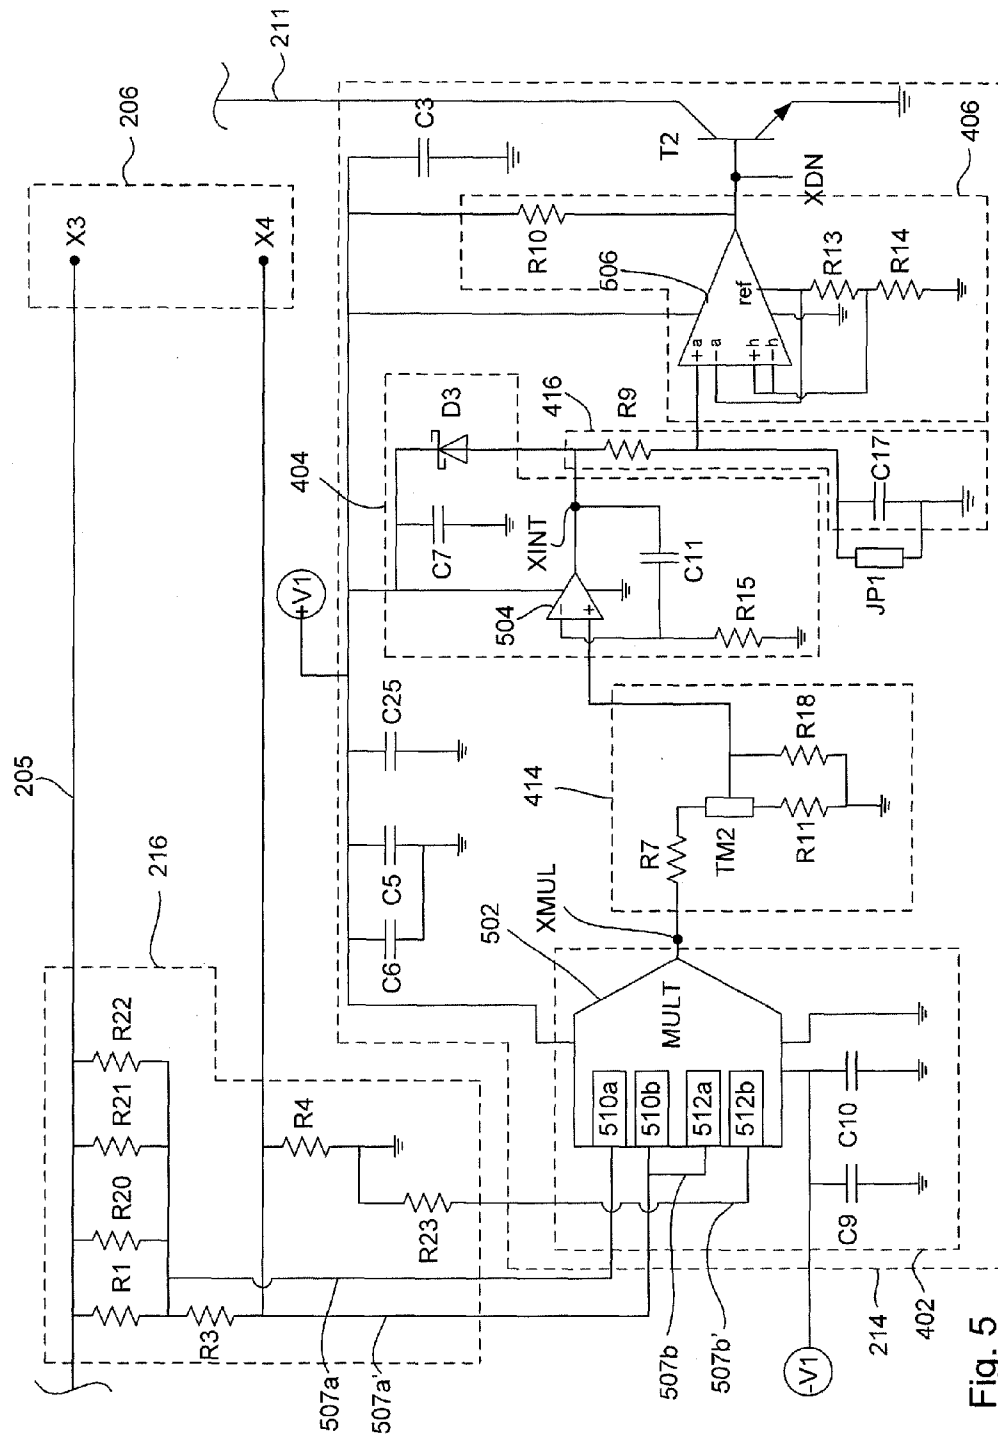 205
216
R1
R20
R21
R22
R3
R4
R23
507a
507a'
507b
507b'
X3
X4
206
211
+V1
C6
C5
C25
C3
404
C7
D3
504
−
+
XINT
C11
R15
416
R9
C17
JP1
R10
506
+a
−a
+h
−h
ref
R13
R14
T2
XDN
406
414
R7
TM2
R11
R18
XMUL
502
MULT
510a
510b
512a
512b
C9
C10
-V1
214
402
Fig. 5